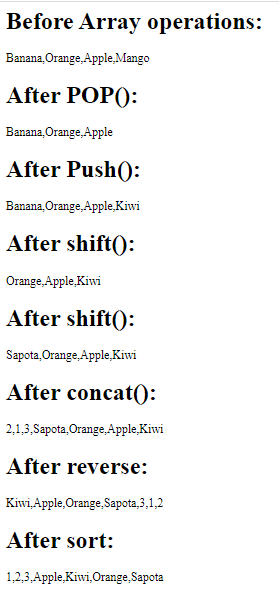 Before Array operations:
Banana,Orange,Apple,Mango
After POP():
Banana,Orange,Apple
After Push():
Banana,Orange,Apple,Kiwi
After shift():
Orange,Apple,Kiwi
After shift():
Sapota,Orange,Apple,Kiwi
After concat():
2,1,3,Sapota,Orange,Apple,Kiwi
After reverse:
Kiwi,Apple,Orange,Sapota,3,1,2
After sort:
1,2,3,Apple,Kiwi,Orange,Sapota